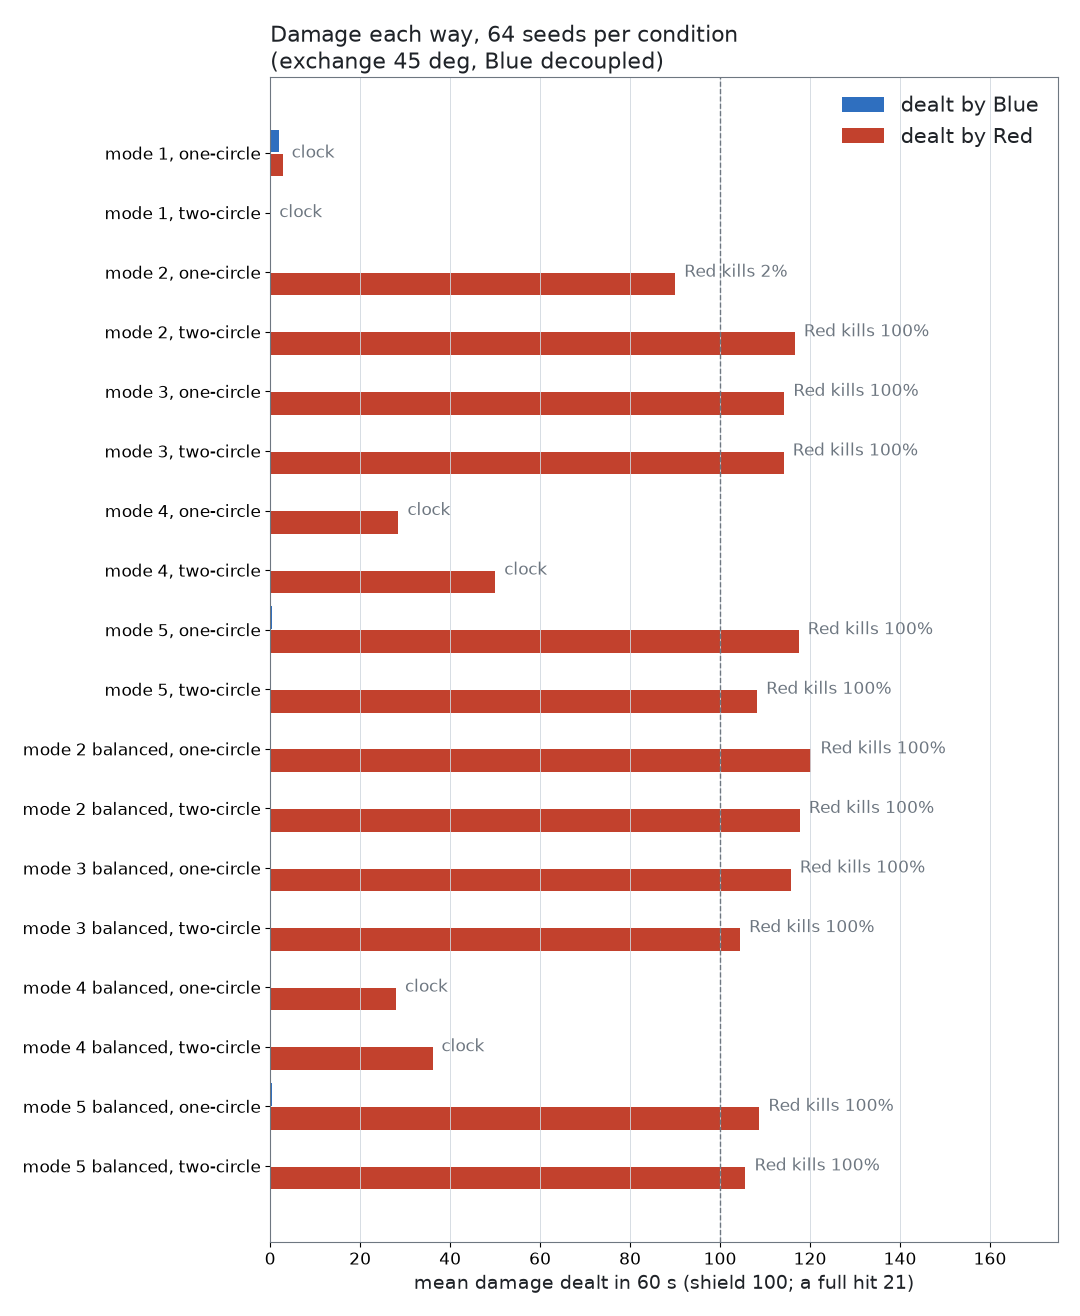 Damage each way, 64 seeds per condition
(exchange 45 deg, Blue decoupled)
dealt by Blue
dealt by Red
mode 1, one-circle
clock
mode 1, two-circle
clock
mode 2, one-circle
Red kills 2%
mode 2, two-circle
Red kills 100%
mode 3, one-circle
Red kills 100%
mode 3, two-circle
Red kills 100%
mode 4, one-circle
clock
mode 4, two-circle
clock
mode 5, one-circle
Red kills 100%
mode 5, two-circle
Red kills 100%
mode 2 balanced, one-circle
Red kills 100%
mode 2 balanced, two-circle
Red kills 100%
mode 3 balanced, one-circle
Red kills 100%
mode 3 balanced, two-circle
Red kills 100%
mode 4 balanced, one-circle
clock
mode 4 balanced, two-circle
clock
mode 5 balanced, one-circle
Red kills 100%
mode 5 balanced, two-circle
Red kills 100%
0 20 40 60 80 100 120 140 160
mean damage dealt in 60 s (shield 100; a full hit 21)